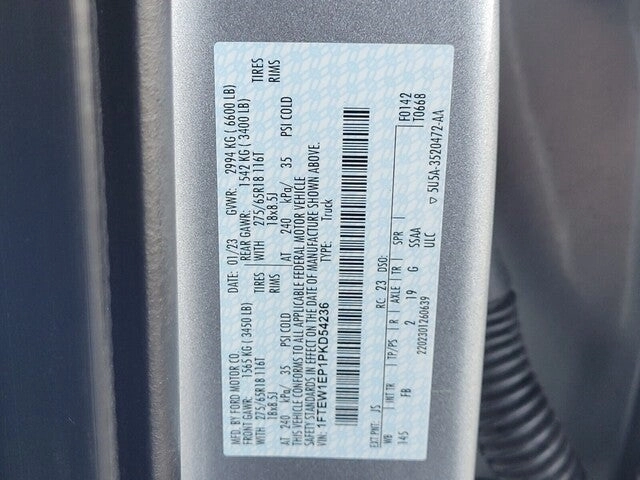 MFD. BY FORD MOTOR CO. 01/23 GVWR: 2994 KG ( 6600 LB)
FRONT GAWR: 1565 KG ( 3450 LB) REAR GAWR: 1542 KG ( 3400 LB)
WITH 275/65R18 116T TIRES WITH 275/65R18 116T TIRES
18x8.5J RIMS 18x8.5J RIMS
AT 240 kPa/ 35 PSI COLD AT 240 kPa/ 35 PSI COLD
THIS VEHICLE CONFORMS TO ALL APPLICABLE FEDERAL MOTOR VEHICLE
SAFETY STANDARDS IN EFFECT ON THE DATE OF MANUFACTURE SHOWN ABOVE.
VIN: 1FTEW1EP1PKD54236 TYPE: Truck
F0142
T0668
EXT PNT: JS RC: 23 DSO:
WB INT TR TP/PS R AXLE TR SPR
145 FB 2 19 G SSAA
ULC
2202301260639
▽ 5U5A-3520472-AA